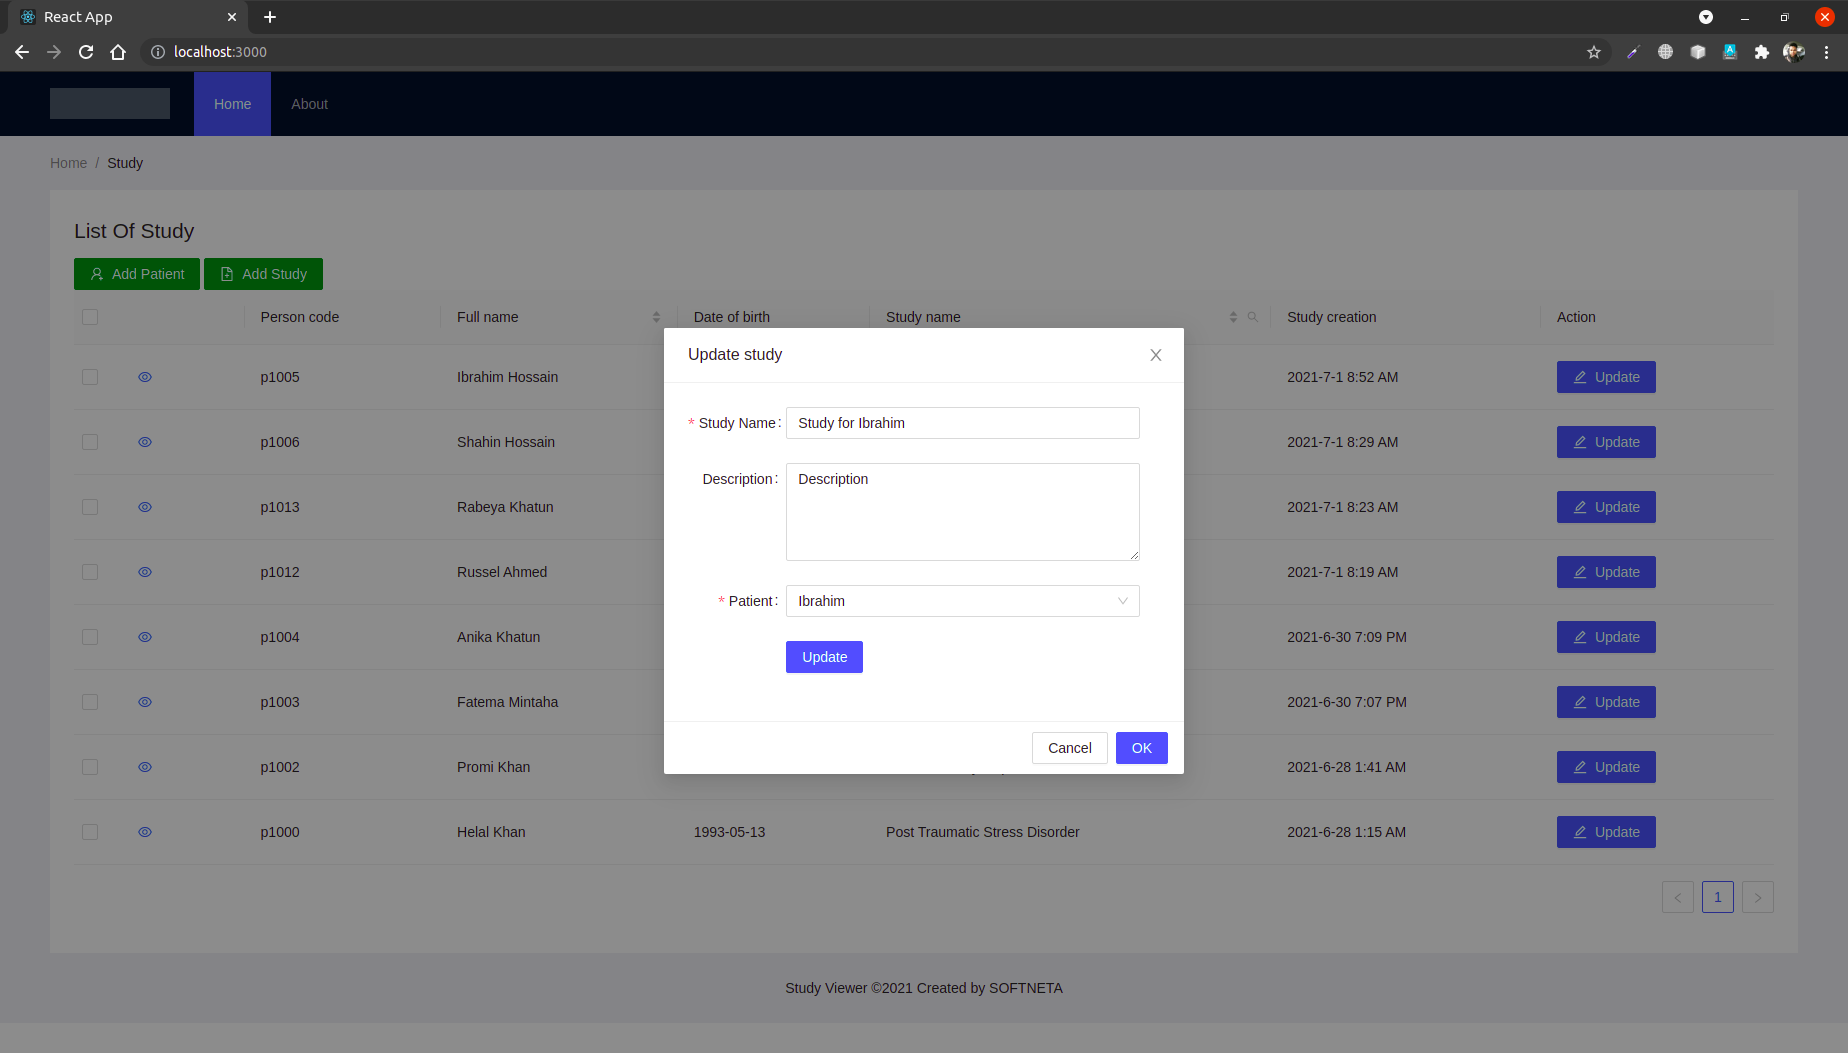 React App
localhost:3000
Home About
Home / Study
List Of Study
Add Patient Add Study
Person code Full name Date of birth Study name Study creation Action
Update study
p1005 Ibrahim Hossain 2021-7-1 8:52 AM Update
* Study Name: Study for Ibrahim
p1006 Shahin Hossain 2021-7-1 8:29 AM Update
Description: Description
p1013 Rabeya Khatun 2021-7-1 8:23 AM Update
p1012 Russel Ahmed 2021-7-1 8:19 AM Update
* Patient: Ibrahim
p1004 Anika Khatun 2021-6-30 7:09 PM Update
Update
p1003 Fatema Mintaha 2021-6-30 7:07 PM Update
Cancel OK
p1002 Promi Khan 2021-6-28 1:41 AM Update
p1000 Helal Khan 1993-05-13 Post Traumatic Stress Disorder 2021-6-28 1:15 AM Update
< 1 >
Study Viewer ©2021 Created by SOFTNETA